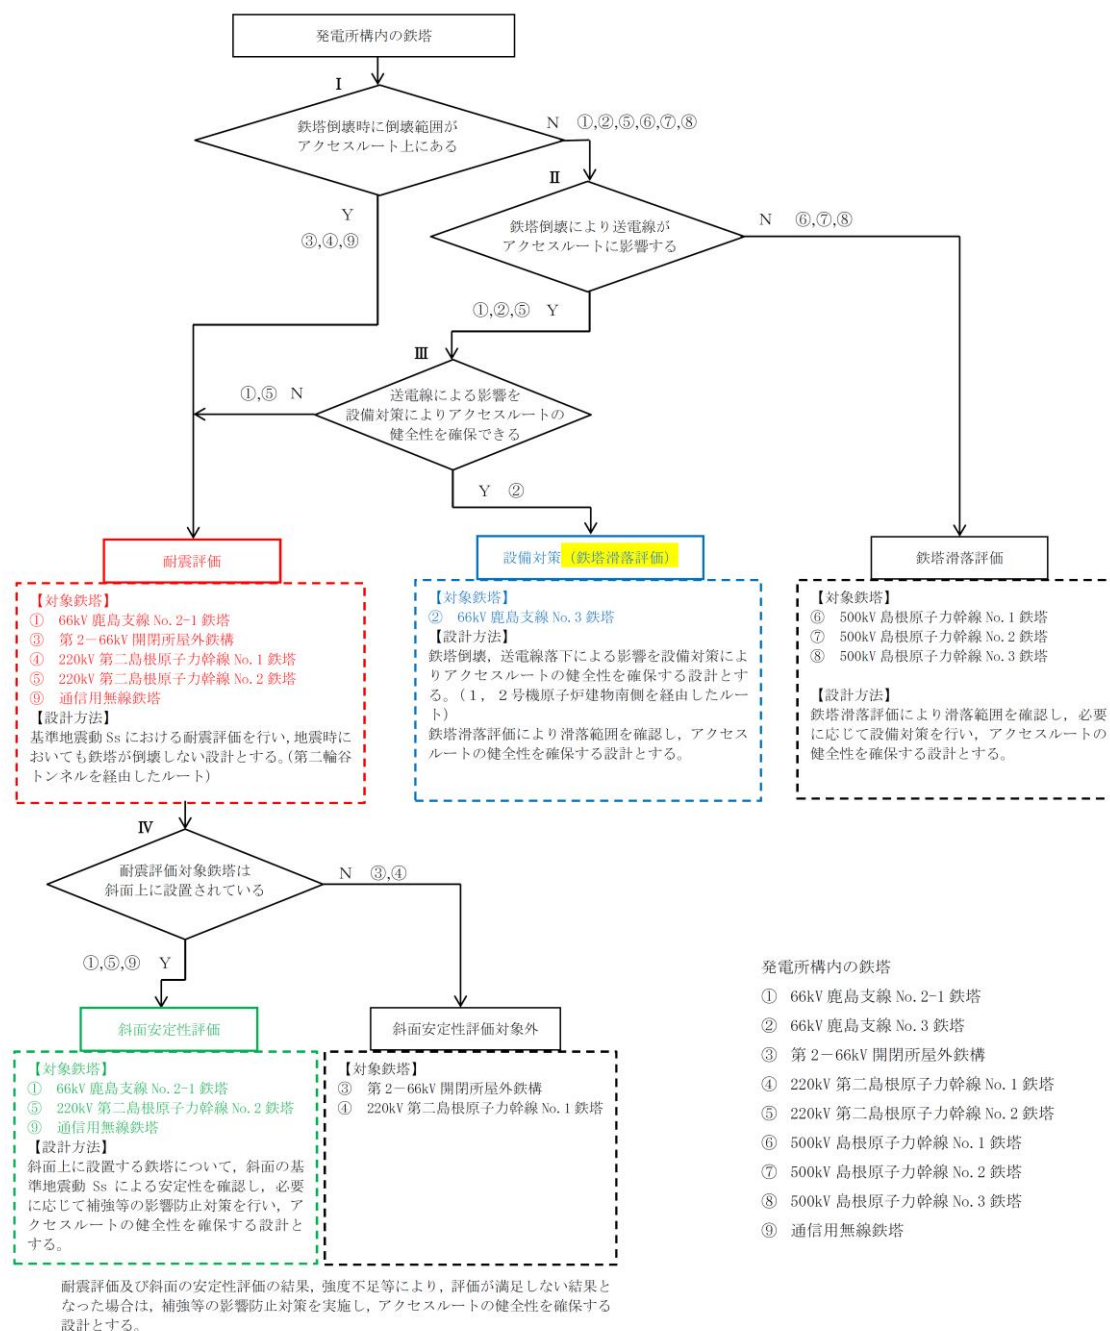 発電所構内の鉄塔
Ⅰ
鉄塔倒壊時に倒壊範囲が
アクセスルート上にある
N ①,②,⑤,⑥,⑦,⑧
Y
③,④,⑨
Ⅱ
鉄塔倒壊により送電線が
アクセスルートに影響する
N ⑥,⑦,⑧
①,②,⑤ Y
Ⅲ
送電線による影響を
設備対策によりアクセスルートの
健全性を確保できる
①,⑤ N
Y ②
耐震評価
【対象鉄塔】
① 66kV 鹿島支線 No.2-1 鉄塔
③ 第2-66kV 開閉所屋外鉄構
④ 220kV 第二島根原子力幹線 No.1 鉄塔
⑤ 220kV 第二島根原子力幹線 No.2 鉄塔
⑨ 通信用無線鉄塔
【設計方法】
基準地震動 Ss における耐震評価を行い,地震時に
おいても鉄塔が倒壊しない設計とする。(第二輪谷
トンネルを経由したルート)
設備対策(鉄塔滑落評価)
【対象鉄塔】
② 66kV 鹿島支線 No.3 鉄塔
【設計方法】
鉄塔倒壊,送電線落下による影響を設備対策によ
りアクセスルートの健全性を確保する設計とす
る。(1,2号機原子炉建物南側を経由したルー
ト)
鉄塔滑落評価により滑落範囲を確認し,アクセス
ルートの健全性を確保する設計とする。
鉄塔滑落評価
【対象鉄塔】
⑥ 500kV 島根原子力幹線 No.1 鉄塔
⑦ 500kV 島根原子力幹線 No.2 鉄塔
⑧ 500kV 島根原子力幹線 No.3 鉄塔
【設計方法】
鉄塔滑落評価により滑落範囲を確認し,必要
に応じて設備対策を行い,アクセスルートの
健全性を確保する設計とする。
Ⅳ
耐震評価対象鉄塔は
斜面上に設置されている
N ③,④
①,⑤,⑨ Y
斜面安定性評価
【対象鉄塔】
① 66kV 鹿島支線 No.2-1 鉄塔
⑤ 220kV 第二島根原子力幹線 No.2 鉄塔
⑨ 通信用無線鉄塔
【設計方法】
斜面上に設置する鉄塔について,斜面の基
準地震動 Ss による安定性を確認し,必要
に応じて補強等の影響防止対策を行い,ア
クセスルートの健全性を確保する設計と
する。
斜面安定性評価対象外
【対象鉄塔】
③ 第2-66kV 開閉所屋外鉄構
④ 220kV 第二島根原子力幹線 No.1 鉄塔
発電所構内の鉄塔
① 66kV 鹿島支線 No.2-1 鉄塔
② 66kV 鹿島支線 No.3 鉄塔
③ 第2-66kV 開閉所屋外鉄構
④ 220kV 第二島根原子力幹線 No.1 鉄塔
⑤ 220kV 第二島根原子力幹線 No.2 鉄塔
⑥ 500kV 島根原子力幹線 No.1 鉄塔
⑦ 500kV 島根原子力幹線 No.2 鉄塔
⑧ 500kV 島根原子力幹線 No.3 鉄塔
⑨ 通信用無線鉄塔
耐震評価及び斜面の安定性評価の結果,強度不足等により,評価が満足しない結果と
なった場合は,補強等の影響防止対策を実施し,アクセスルートの健全性を確保する
設計とする。